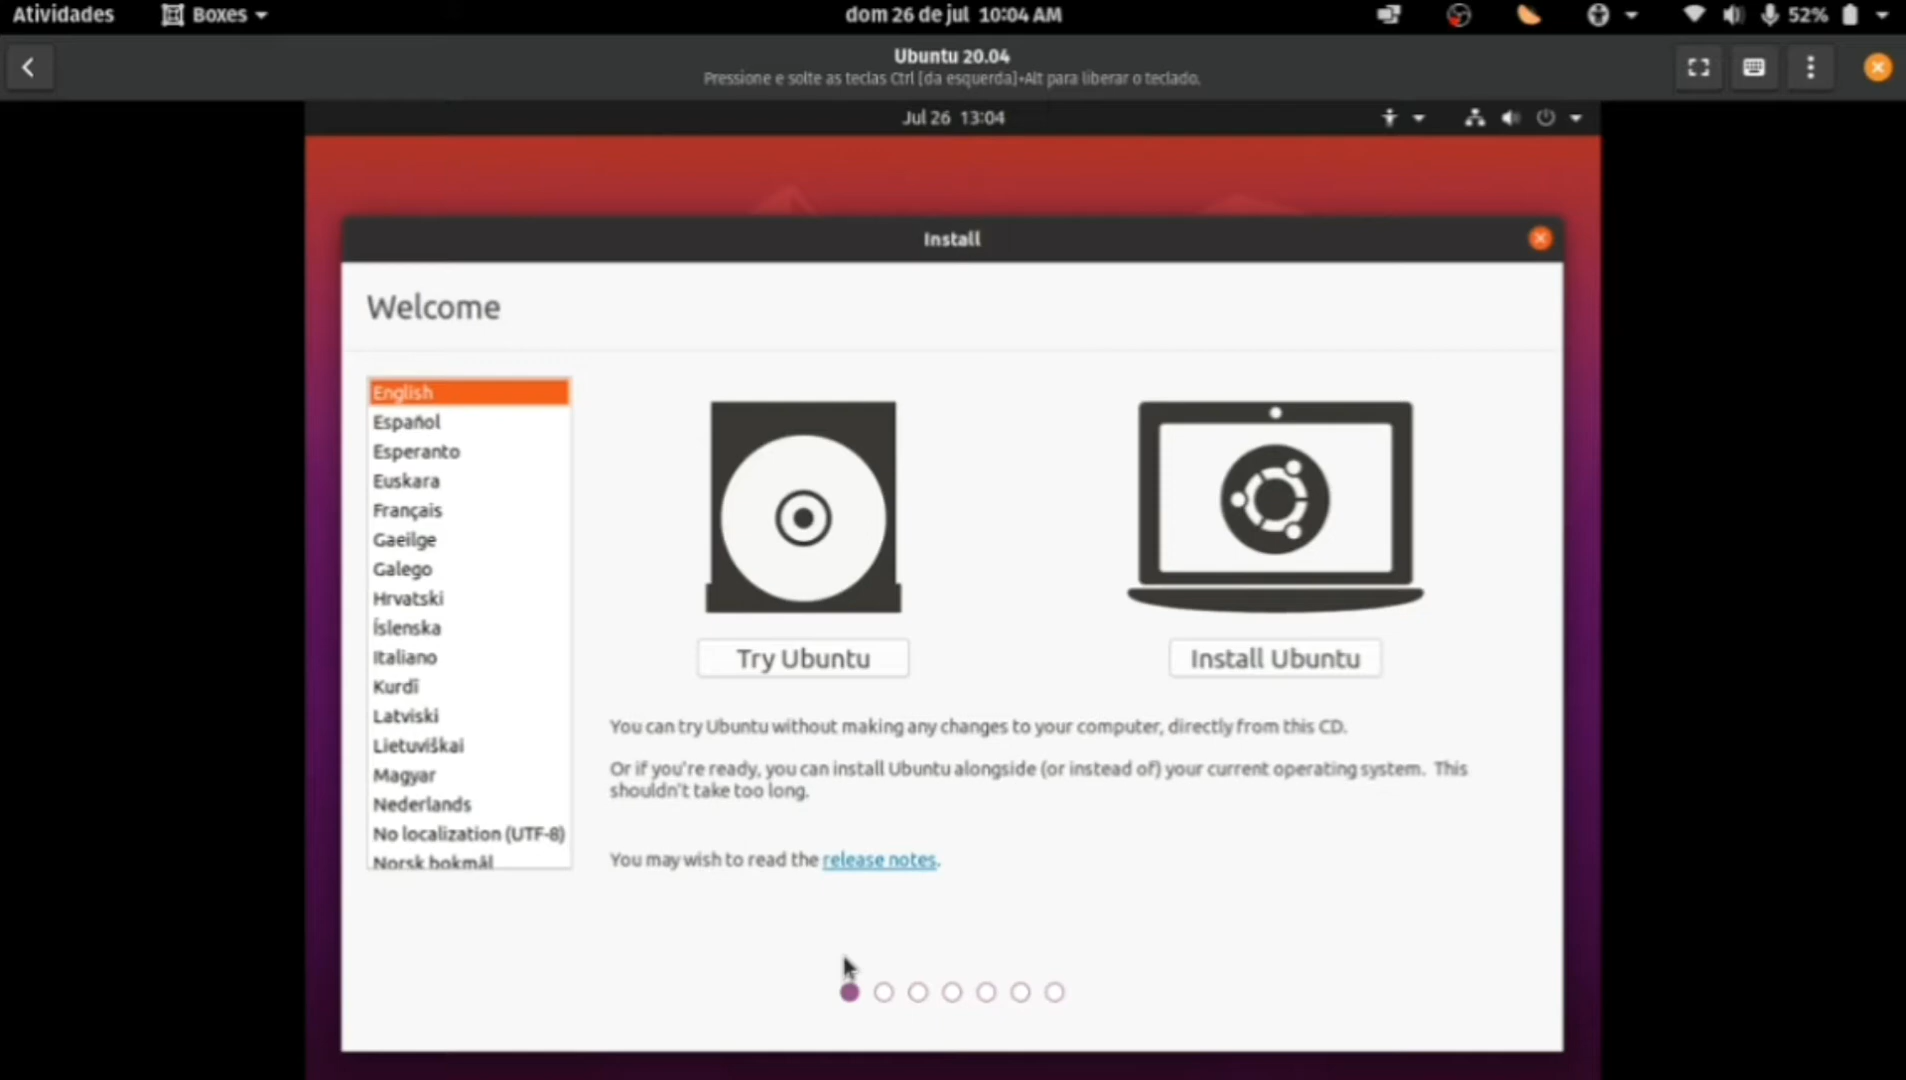 Atividades
Boxes
dom 26 de jul 10:04 AM
52%
Ubuntu 20.04
Pressione e solte as teclas Ctrl [da esquerda]+Alt para liberar o teclado.
Jul 26 13:04
Install
Welcome
English
Español
Esperanto
Euskara
Français
Gaeilge
Galego
Hrvatski
Íslenska
Italiano
Kurdî
Latviski
Lietuviškai
Magyar
Nederlands
No localization (UTF-8)
Norsk bokmål
Try Ubuntu
Install Ubuntu
You can try Ubuntu without making any changes to your computer, directly from this CD.
Or if you're ready, you can install Ubuntu alongside (or instead of) your current operating system. This
shouldn't take too long.
You may wish to read the release notes.